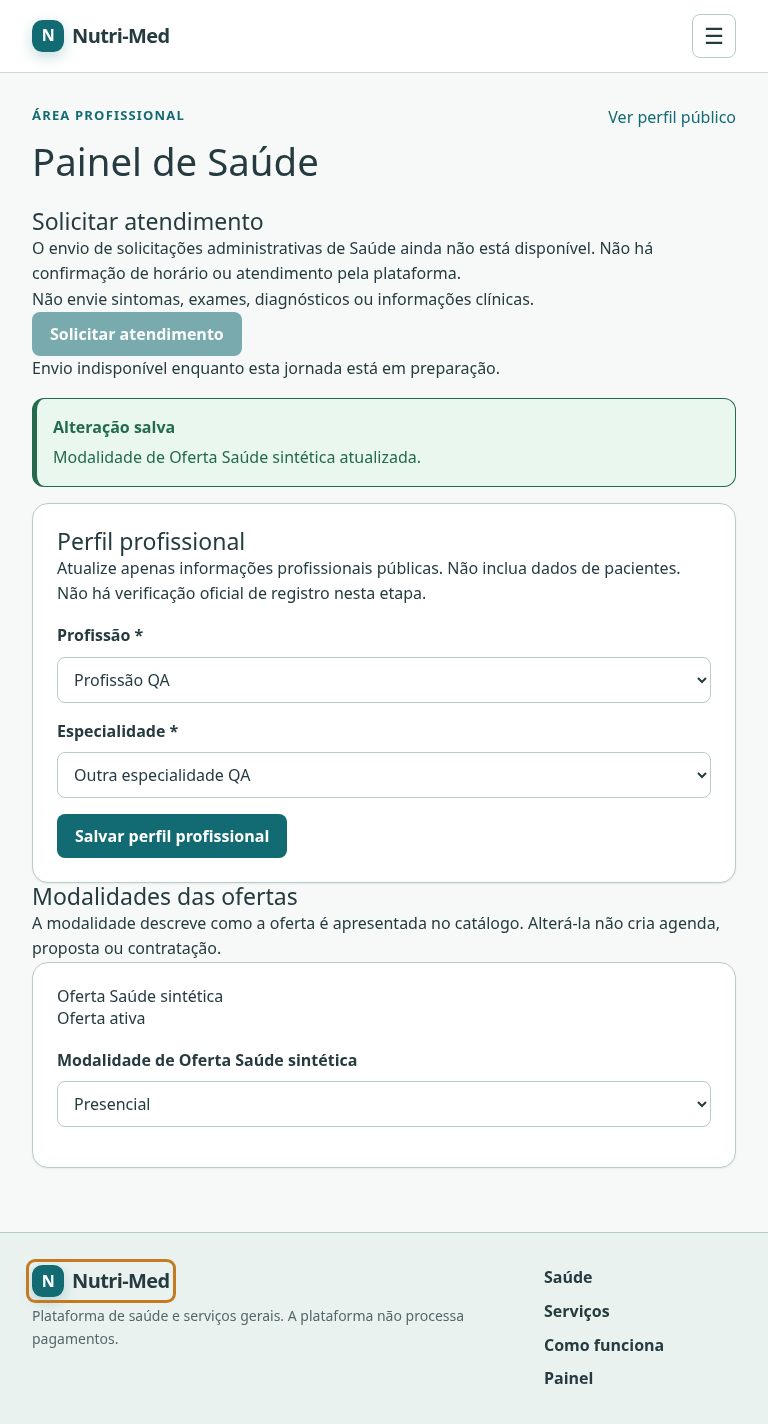 N Nutri-Med
☰
ÁREA PROFISSIONAL
Ver perfil público
Painel de Saúde
Solicitar atendimento
O envio de solicitações administrativas de Saúde ainda não está disponível. Não há
confirmação de horário ou atendimento pela plataforma.
Não envie sintomas, exames, diagnósticos ou informações clínicas.
Solicitar atendimento
Envio indisponível enquanto esta jornada está em preparação.
Alteração salva
Modalidade de Oferta Saúde sintética atualizada.
Perfil profissional
Atualize apenas informações profissionais públicas. Não inclua dados de pacientes.
Não há verificação oficial de registro nesta etapa.
Profissão *
Profissão QA
Especialidade *
Outra especialidade QA
Salvar perfil profissional
Modalidades das ofertas
A modalidade descreve como a oferta é apresentada no catálogo. Alterá-la não cria agenda,
proposta ou contratação.
Oferta Saúde sintética
Oferta ativa
Modalidade de Oferta Saúde sintética
Presencial
N Nutri-Med
Plataforma de saúde e serviços gerais. A plataforma não processa
pagamentos.
Saúde
Serviços
Como funciona
Painel